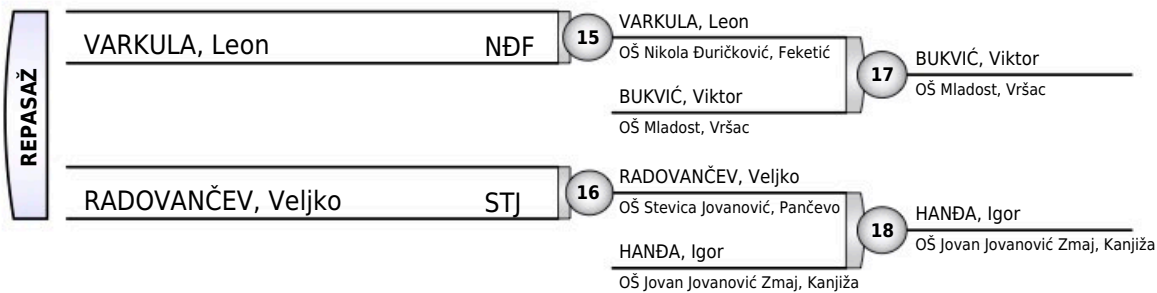 REPASAŽ
VARKULA, Leon NĐF
15
VARKULA, Leon
OŠ Nikola Đuričković, Feketić
BUKVIĆ, Viktor
OŠ Mladost, Vršac
17
BUKVIĆ, Viktor
OŠ Mladost, Vršac
RADOVANČEV, Veljko STJ
16
RADOVANČEV, Veljko
OŠ Stevica Jovanović, Pančevo
HANĐA, Igor
OŠ Jovan Jovanović Zmaj, Kanjiža
18
HANĐA, Igor
OŠ Jovan Jovanović Zmaj, Kanjiža